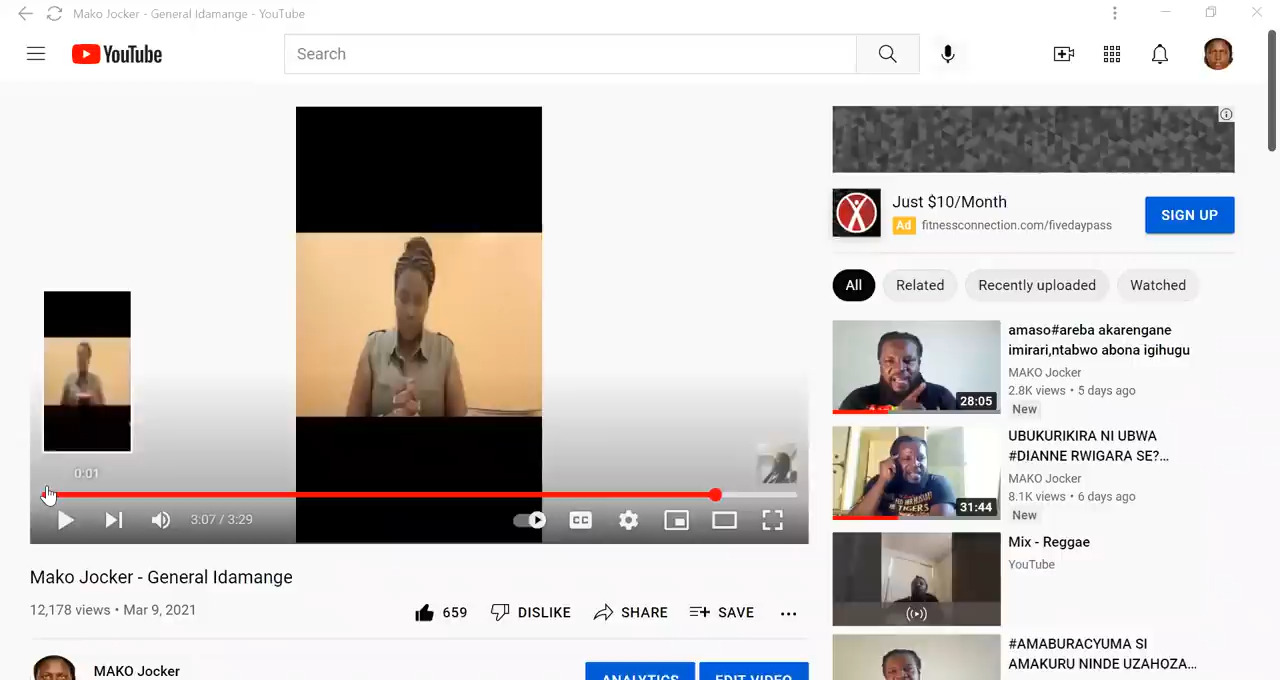 Mako Jocker - General Idamange - YouTube
YouTube
Search
Just $10/Month
Ad fitnessconnection.com/fivedaypass
SIGN UP
All Related Recently uploaded Watched
amaso#areba akarengane
imirari,ntabwo abona igihugu
MAKO Jocker
2.8K views • 5 days ago
New
28:05
UBUKURIKIRA NI UBWA
#DIANNE RWIGARA SE?...
MAKO Jocker
8.1K views • 6 days ago
New
31:44
Mix - Reggae
YouTube
#AMABURACYUMA SI
AMAKURU NINDE UZAHOZA...
0:01
3:07 / 3:29
CC
Mako Jocker - General Idamange
12,178 views • Mar 9, 2021
659 DISLIKE SHARE SAVE
MAKO Jocker
ANALYTICS EDIT VIDEO